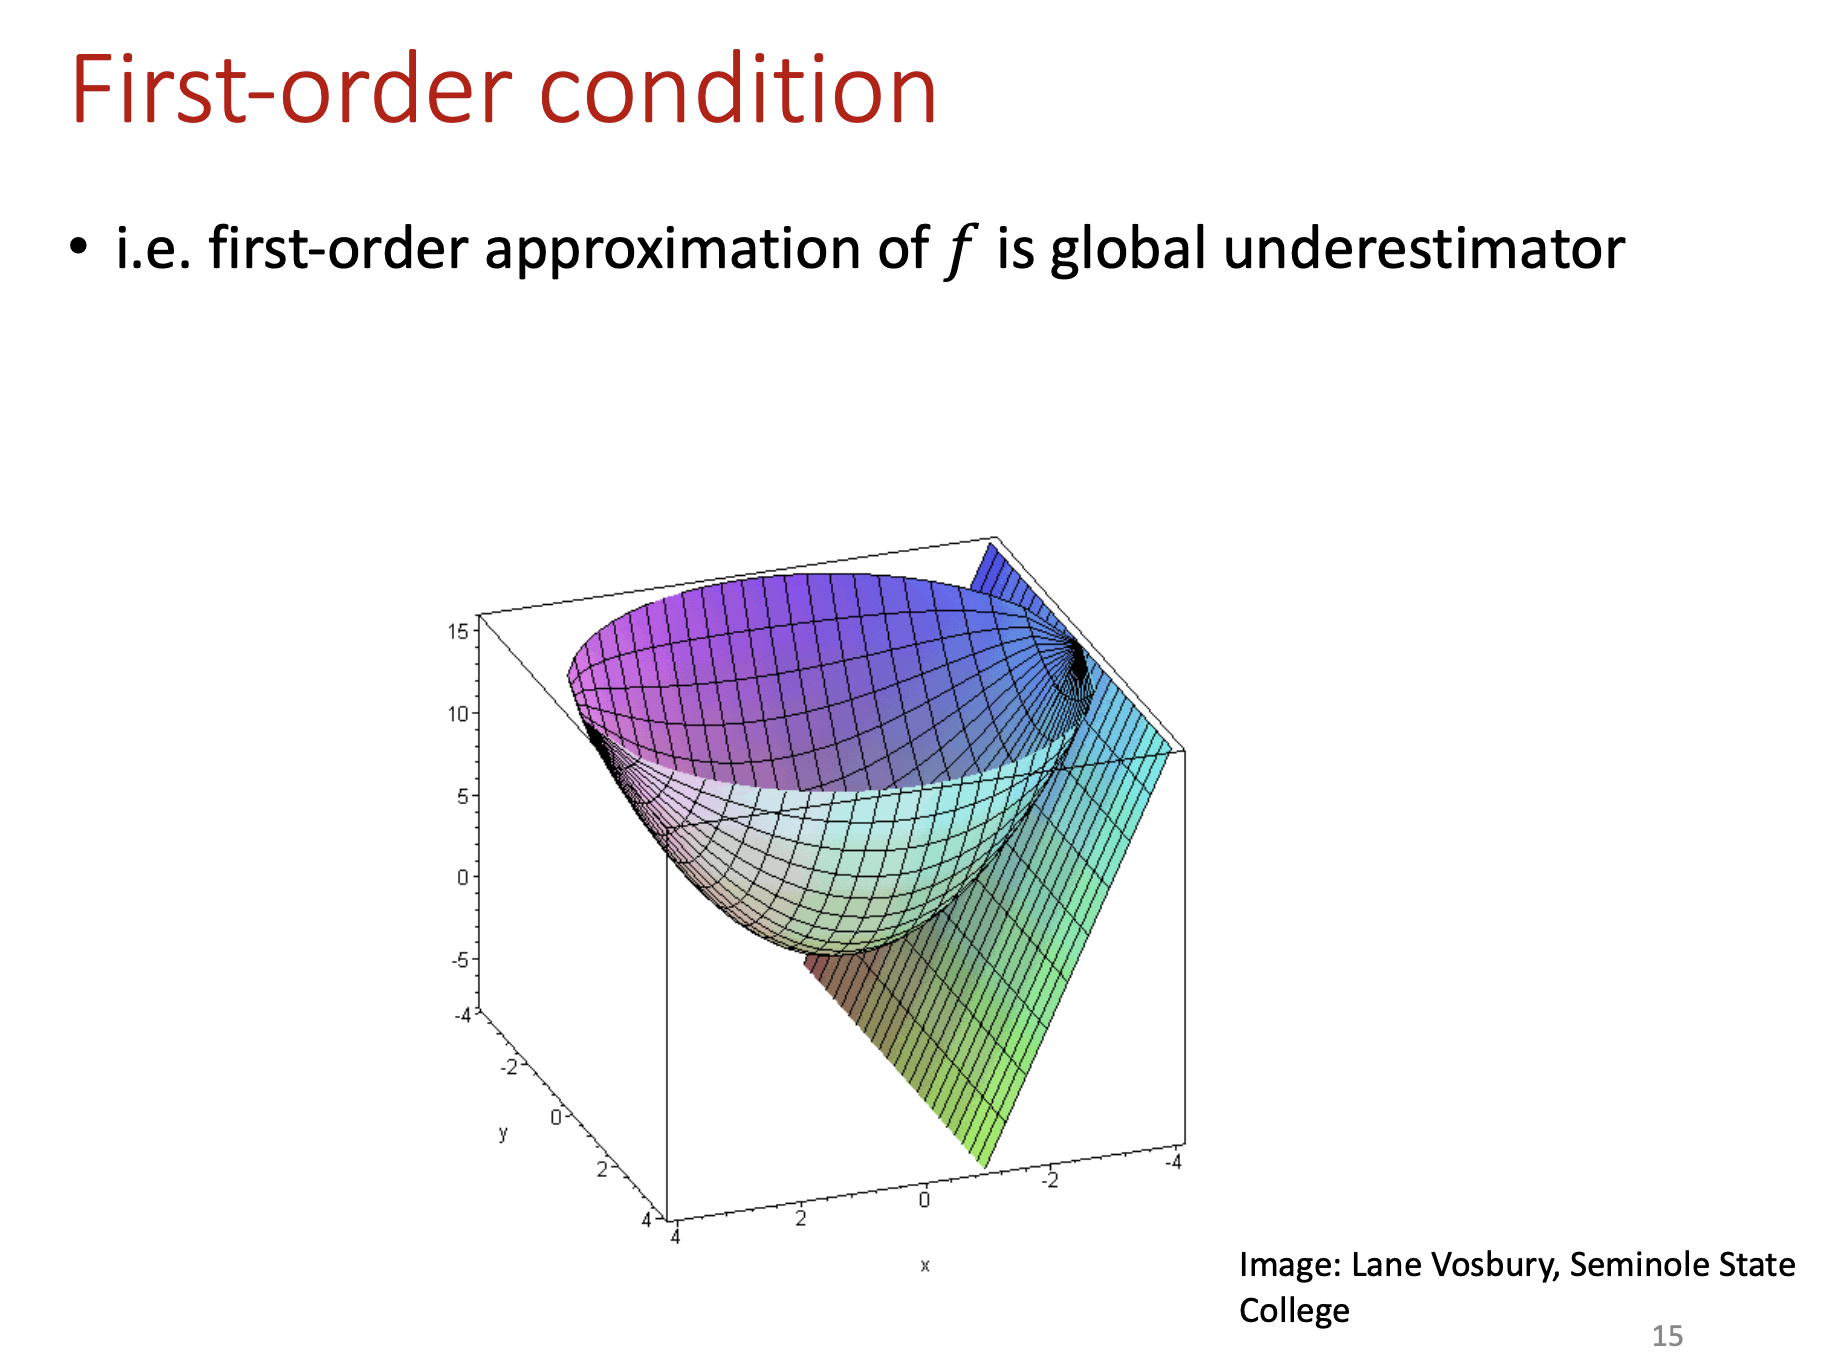 First-order condition
• i.e. first-order approximation of f is global underestimator
15
10
5
0
-5
-4
-2
0
2
4
y
4
2
0
-2
-4
x
Image: Lane Vosbury, Seminole State
College
15